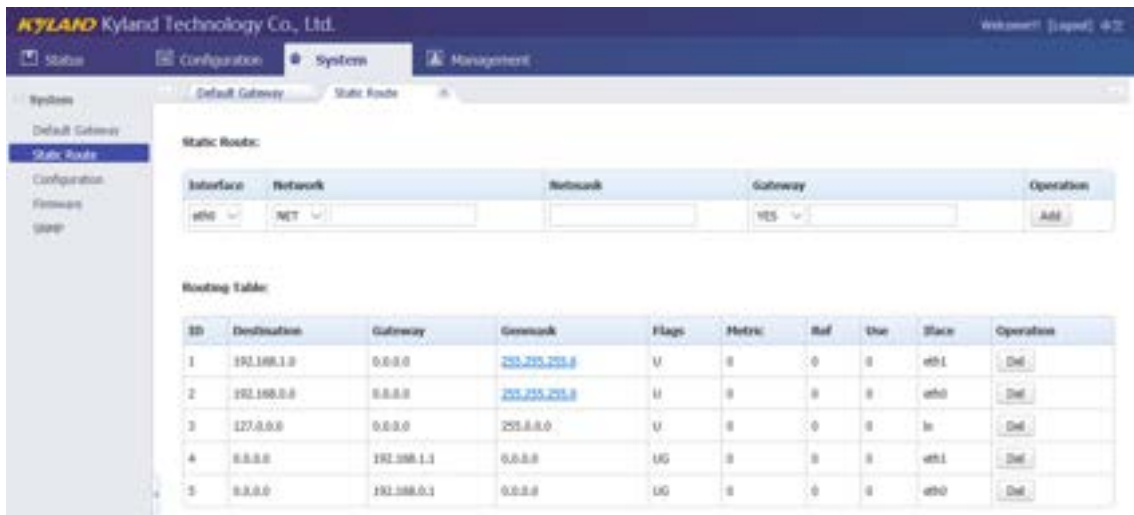 KYLAND Kyland Technology Co., Ltd.
Welcome!!! [Logout] 中文
Status Configuration System Management
System
Default Gateway Static Route
Default Gateway
Static Route
Configuration
Firmware
SNMP
Static Route:
Interface Network Netmask Gateway Operation
eth0 NET YES Add
Routing Table:
ID Destination Gateway Genmask Flags Metric Ref Use Iface Operation
1 192.168.1.0 0.0.0.0 255.255.255.0 U 0 0 0 eth1 Del
2 192.168.0.0 0.0.0.0 255.255.255.0 U 0 0 0 eth0 Del
3 127.0.0.0 0.0.0.0 255.0.0.0 U 0 0 0 lo Del
4 0.0.0.0 192.168.1.1 0.0.0.0 UG 0 0 0 eth1 Del
5 0.0.0.0 192.168.0.1 0.0.0.0 UG 0 0 0 eth0 Del